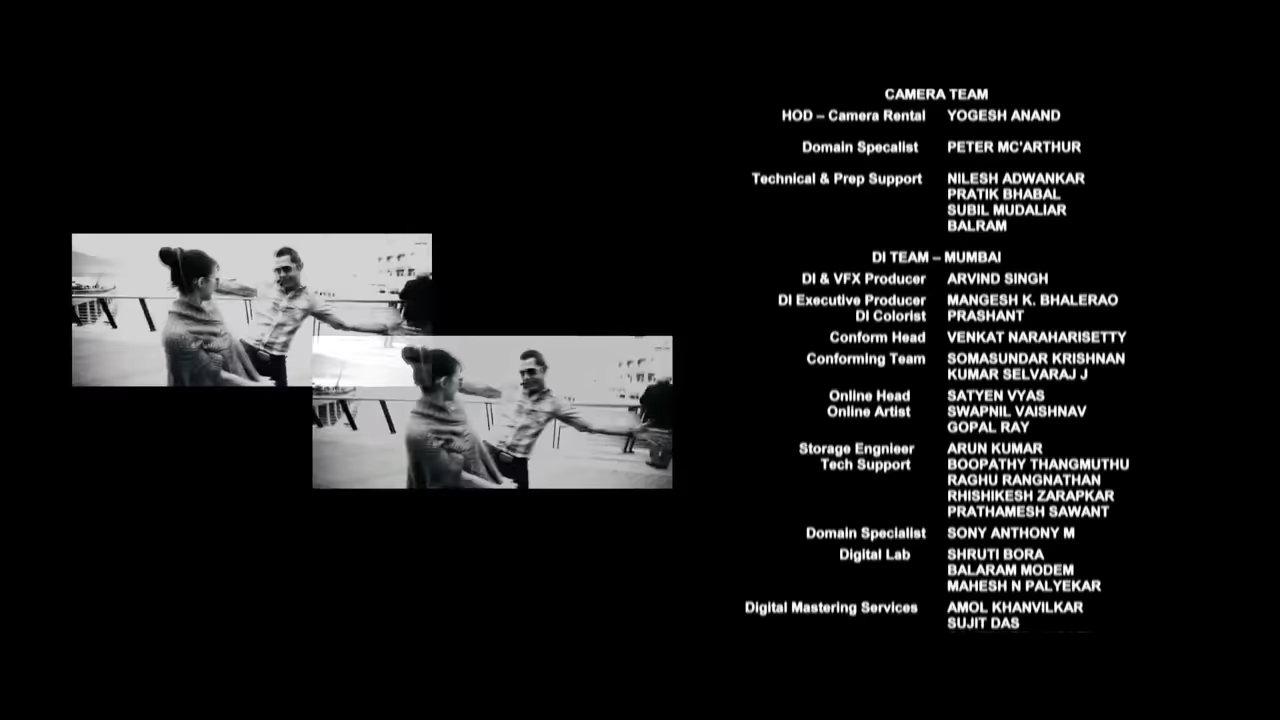 CAMERA TEAM
HOD – Camera Rental YOGESH ANAND
Domain Specalist PETER MC'ARTHUR
Technical & Prep Support NILESH ADWANKAR
PRATIK BHABAL
SUBIL MUDALIAR
BALRAM
DI TEAM – MUMBAI
DI & VFX Producer ARVIND SINGH
DI Executive Producer MANGESH K. BHALERAO
DI Colorist PRASHANT
Conform Head VENKAT NARAHARISETTY
Conforming Team SOMASUNDAR KRISHNAN
KUMAR SELVARAJ J
Online Head SATYEN VYAS
Online Artist SWAPNIL VAISHNAV
GOPAL RAY
Storage Engnieer ARUN KUMAR
Tech Support BOOPATHY THANGMUTHU
RAGHU RANGNATHAN
RHISHIKESH ZARAPKAR
PRATHAMESH SAWANT
Domain Specialist SONY ANTHONY M
Digital Lab SHRUTI BORA
BALARAM MODEM
MAHESH N PALYEKAR
Digital Mastering Services AMOL KHANVILKAR
SUJIT DAS